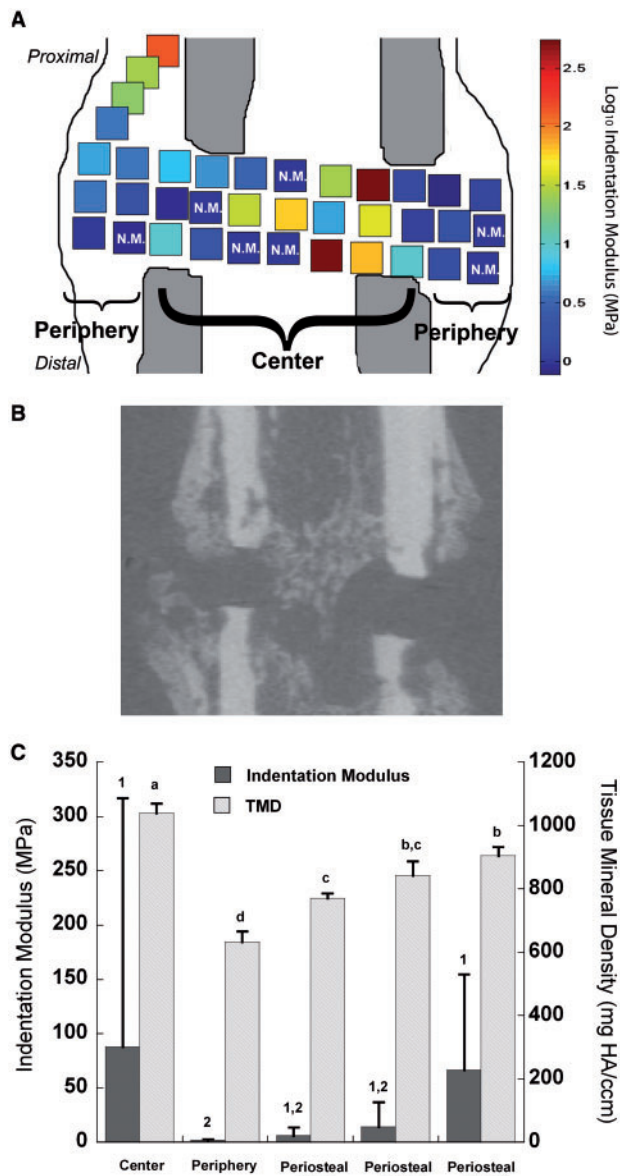 A
Proximal
N.M.
N.M.
N.M.
N.M.
N.M.
N.M.
N.M.
N.M.
Periphery
Center
Periphery
Distal
2.5
2
1.5
1
0.5
0
Log10 Indentation Modulus (MPa)
B
C
Indentation Modulus
TMD
350
300
250
200
150
100
50
0
Indentation Modulus (MPa)
1200
1000
800
600
400
200
0
Tissue Mineral Density (mg HA/ccm)
1
a
2
d
1,2
c
1,2
b,c
1
b
Center
Periphery
Periosteal
Periosteal
Periosteal